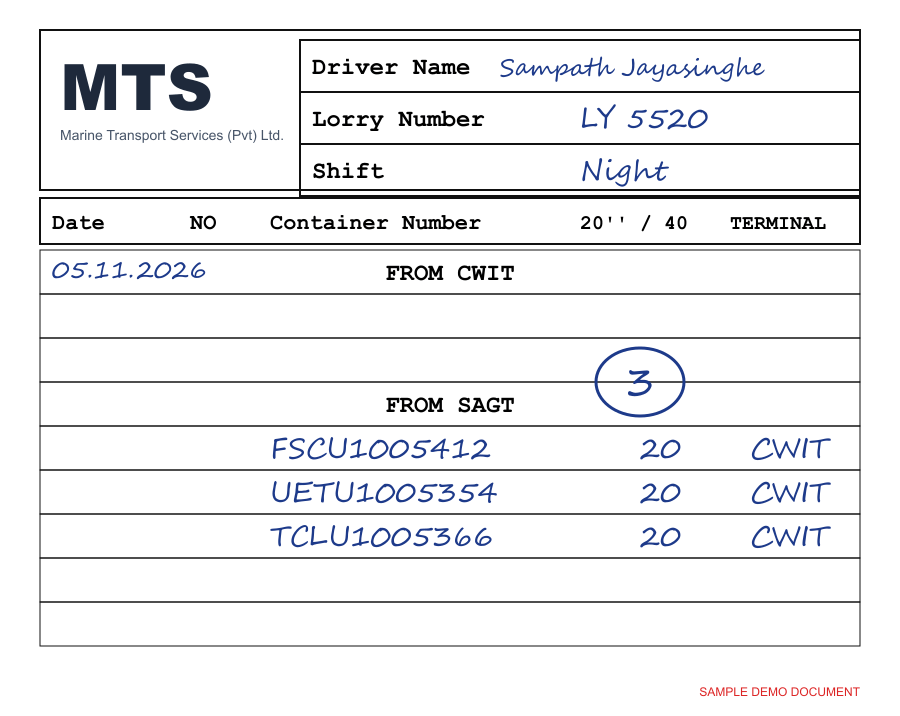 MTS
Marine Transport Services (Pvt) Ltd.
Driver Name Sampath Jayasinghe
Lorry Number LY 5520
Shift Night
Date NO Container Number 20'' / 40 TERMINAL
05.11.2026 FROM CWIT
3
FROM SAGT
FSCU1005412 20 CWIT
UETU1005354 20 CWIT
TCLU1005366 20 CWIT
SAMPLE DEMO DOCUMENT